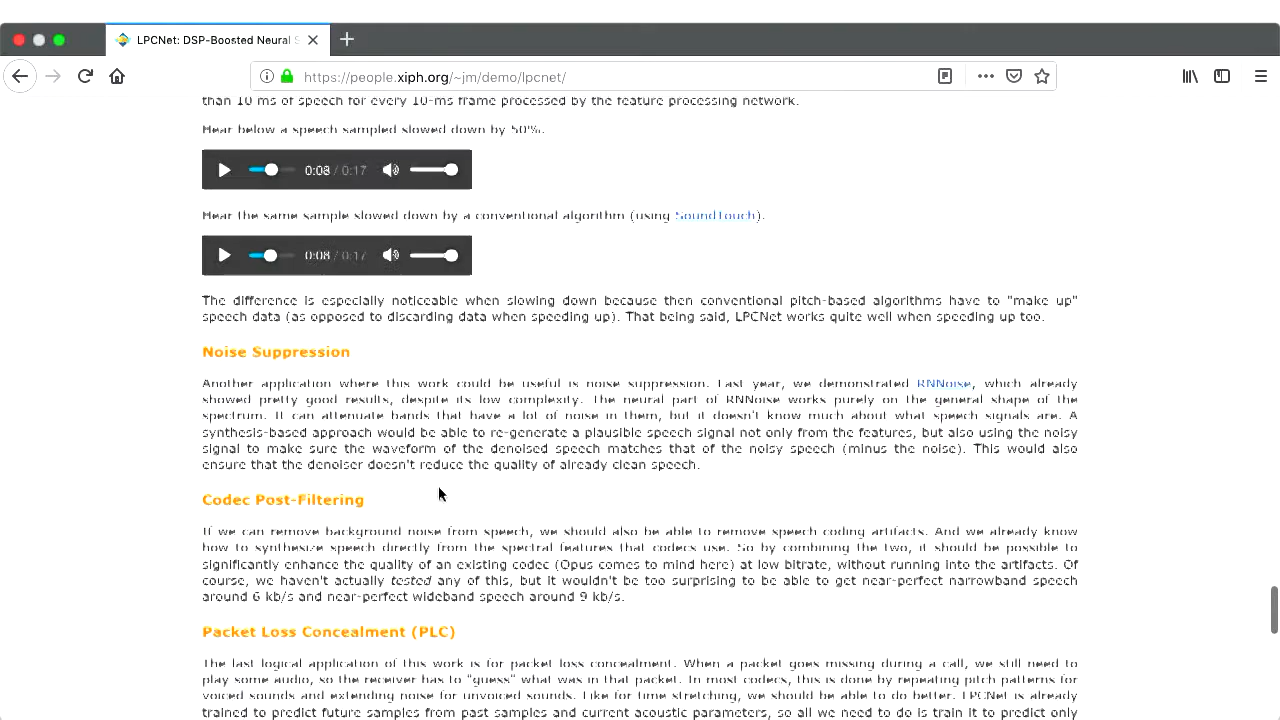 LPCNet: DSP-Boosted Neural S
https://people.xiph.org/~jm/demo/lpcnet/
than 10 ms of speech for every 10-ms frame processed by the feature processing network.
Hear below a speech sampled slowed down by 50%.
0:08 / 0:17
Hear the same sample slowed down by a conventional algorithm (using SoundTouch).
0:08 / 0:17
The difference is especially noticeable when slowing down because then conventional pitch-based algorithms have to "make up"
speech data (as opposed to discarding data when speeding up). That being said, LPCNet works quite well when speeding up too.
Noise Suppression
Another application where this work could be useful is noise suppression. Last year, we demonstrated RNNoise, which already
showed pretty good results, despite its low complexity. The neural part of RNNoise works purely on the general shape of the
spectrum. It can attenuate bands that have a lot of noise in them, but it doesn't know much about what speech signals are. A
synthesis-based approach would be able to re-generate a plausible speech signal not only from the features, but also using the noisy
signal to make sure the waveform of the denoised speech matches that of the noisy speech (minus the noise). This would also
ensure that the denoiser doesn't reduce the quality of already clean speech.
Codec Post-Filtering
If we can remove background noise from speech, we should also be able to remove speech coding artifacts. And we already know
how to synthesize speech directly from the spectral features that codecs use. So by combining the two, it should be possible to
significantly enhance the quality of an existing codec (Opus comes to mind here) at low bitrate, without running into the artifacts. Of
course, we haven't actually tested any of this, but it wouldn't be too surprising to be able to get near-perfect narrowband speech
around 6 kb/s and near-perfect wideband speech around 9 kb/s.
Packet Loss Concealment (PLC)
The last logical application of this work is for packet loss concealment. When a packet goes missing during a call, we still need to
play some audio, so the receiver has to "guess" what was in that packet. In most codecs, this is done by repeating pitch patterns for
voiced sounds and extending noise for unvoiced sounds. Like for time stretching, we should be able to do better. LPCNet is already
trained to predict future samples from past samples and current acoustic parameters, so all we need to do is train it to predict only